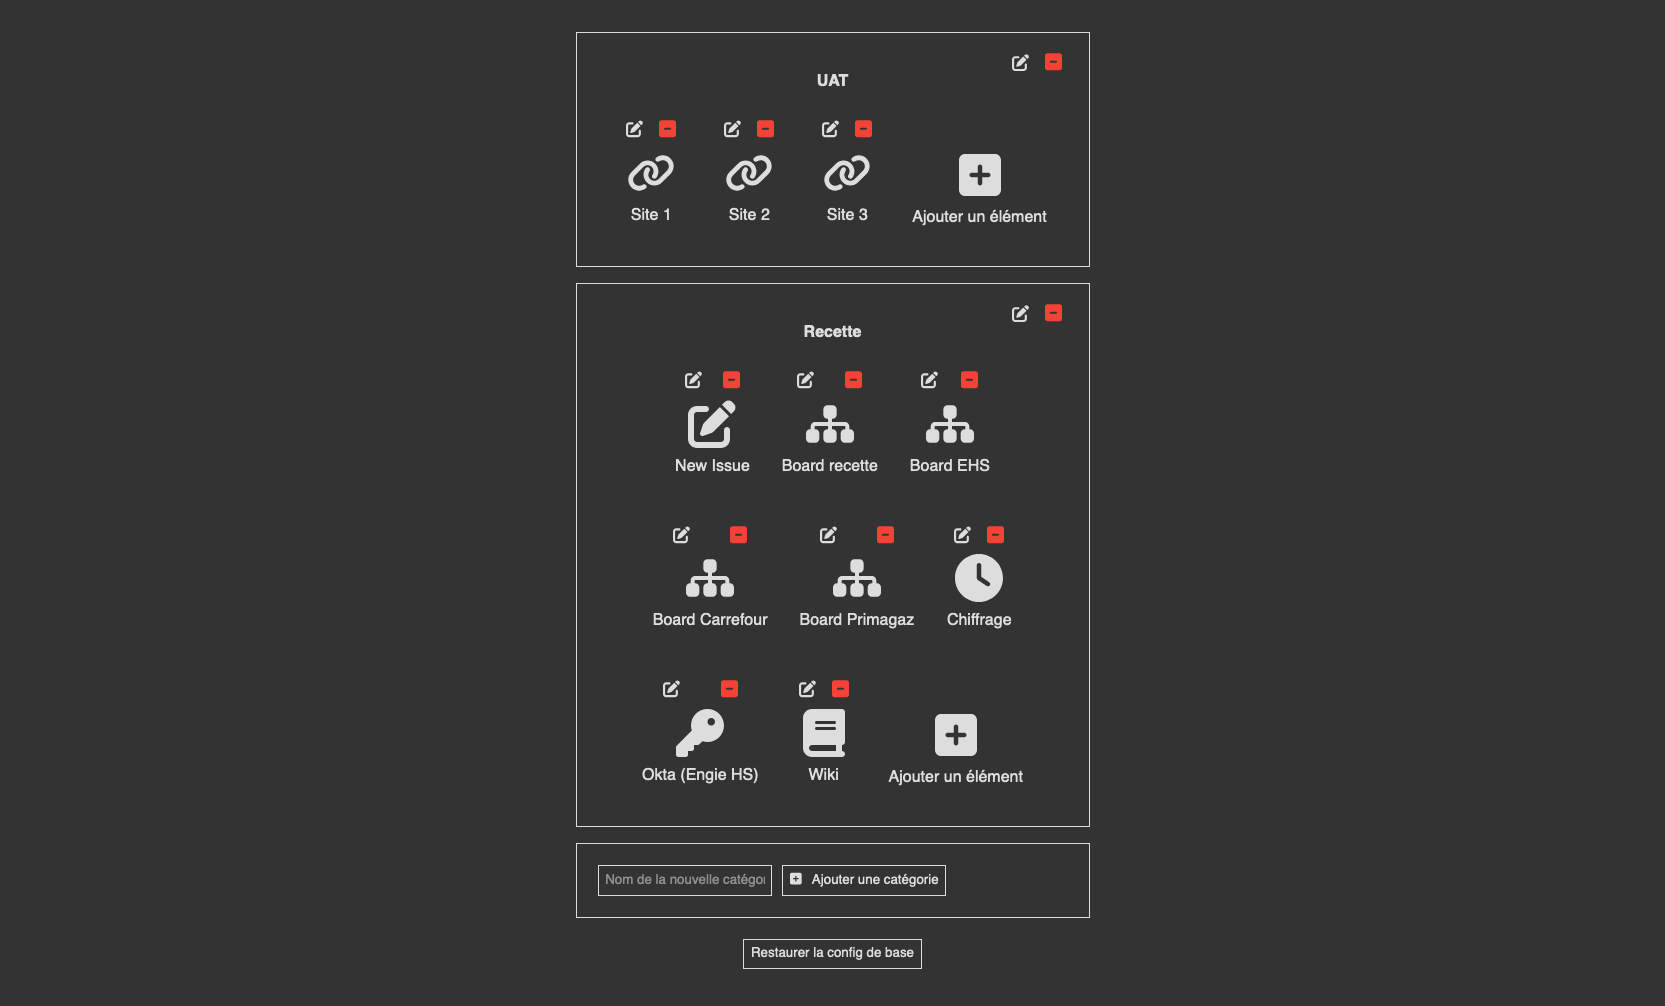 UAT
Site 1 Site 2 Site 3 Ajouter un élément
Recette
New Issue Board recette Board EHS
Board Carrefour Board Primagaz Chiffrage
Okta (Engie HS) Wiki Ajouter un élément
Nom de la nouvelle catégor Ajouter une catégorie
Restaurer la config de base